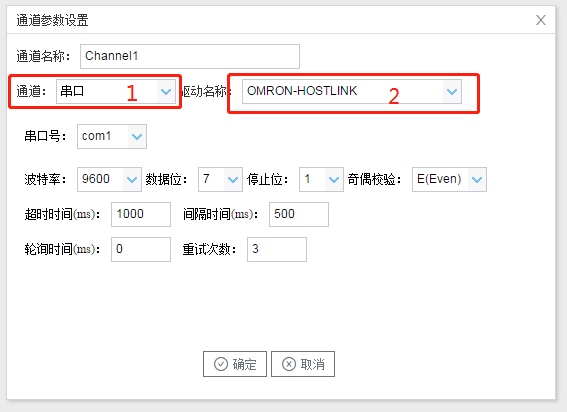 通道参数设置 X
通道名称： Channel1
通道： 串口 1 驱动名称： OMRON-HOSTLINK 2
串口号： com1
波特率： 9600 数据位： 7 停止位： 1 奇偶校验： E(Even)
超时时间(ms)： 1000 间隔时间(ms)： 500
轮询时间(ms)： 0 重试次数： 3
确定 取消